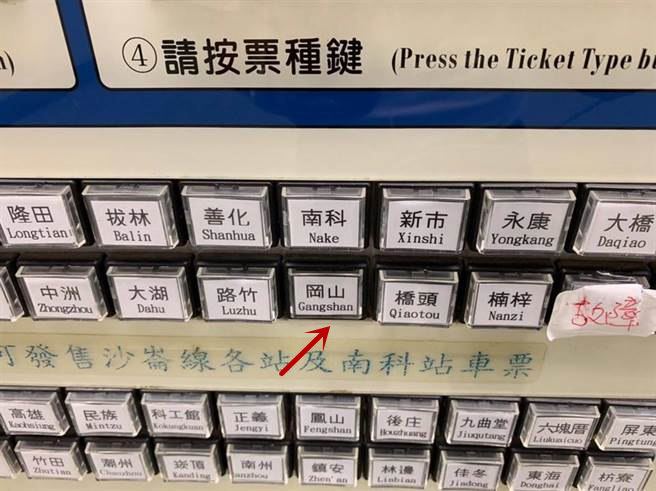 ④請按票種鍵 (Press the Ticket Type
隆田 拔林 善化 南科 新市 永康 大橋
Longtian Balin Shanhua Nake Xinshi Yongkang Daqiao
中洲 大湖 路竹 岡山 橋頭 楠梓 故障
Zhongzhou Dahu Luzhu Gangshan Qiaotou Nanzi
發售沙崙線各站及南科站車票
高雄 民族 科工館 正義 鳳山 後庄 九曲堂 六塊厝 屏東
Kaohsiung Mintzu Kokungkuan Jengyi Fengshan Houzhuang Jiuqutang Liukuaicuo Pingtung
竹田 潮州 崁頂 南州 鎮安 林邊 佳冬 東海 枋寮
Zhutian Chaozhou Kanding Nanzhou Zhen'an Linbian Jiadong Donghai Fangliao